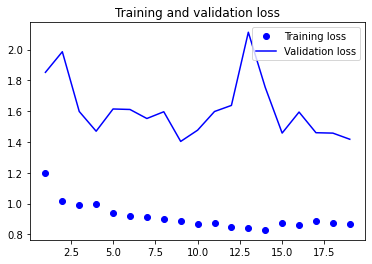 Training and validation loss
Training loss
Validation loss
2.0
1.8
1.6
1.4
1.2
1.0
0.8
2.5 5.0 7.5 10.0 12.5 15.0 17.5